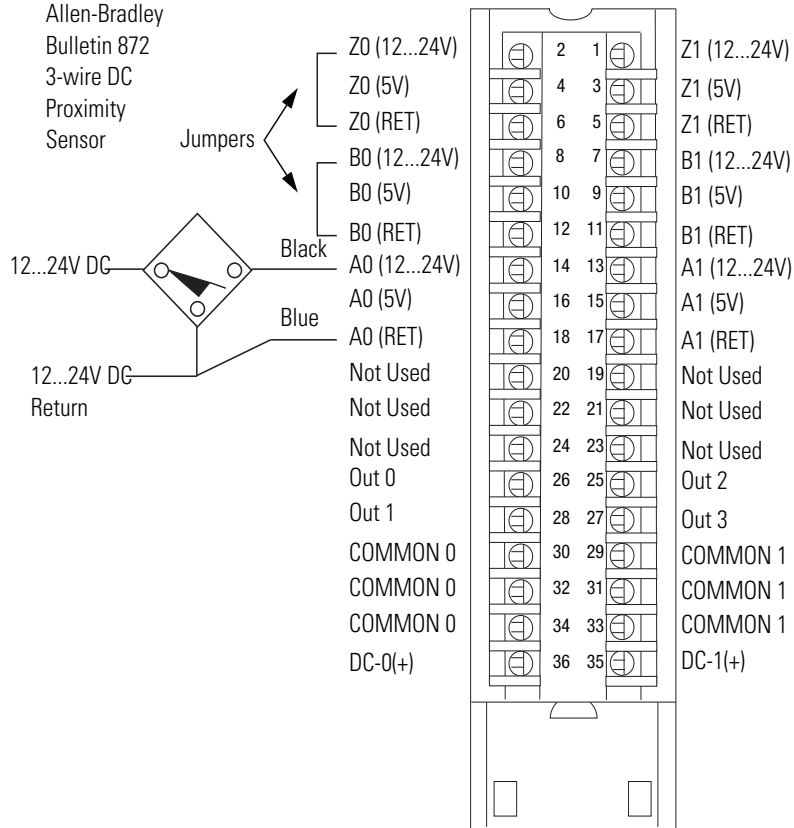 Allen-Bradley
Bulletin 872
3-wire DC
Proximity
Sensor
Jumpers
12...24V DC
Black
Blue
12...24V DC
Return
Z0 (12...24V) 2 1 Z1 (12...24V)
Z0 (5V) 4 3 Z1 (5V)
Z0 (RET) 6 5 Z1 (RET)
B0 (12...24V) 8 7 B1 (12...24V)
B0 (5V) 10 9 B1 (5V)
B0 (RET) 12 11 B1 (RET)
A0 (12...24V) 14 13 A1 (12...24V)
A0 (5V) 16 15 A1 (5V)
A0 (RET) 18 17 A1 (RET)
Not Used 20 19 Not Used
Not Used 22 21 Not Used
Not Used 24 23 Not Used
Out 0 26 25 Out 2
Out 1 28 27 Out 3
COMMON 0 30 29 COMMON 1
COMMON 0 32 31 COMMON 1
COMMON 0 34 33 COMMON 1
DC-0(+) 36 35 DC-1(+)